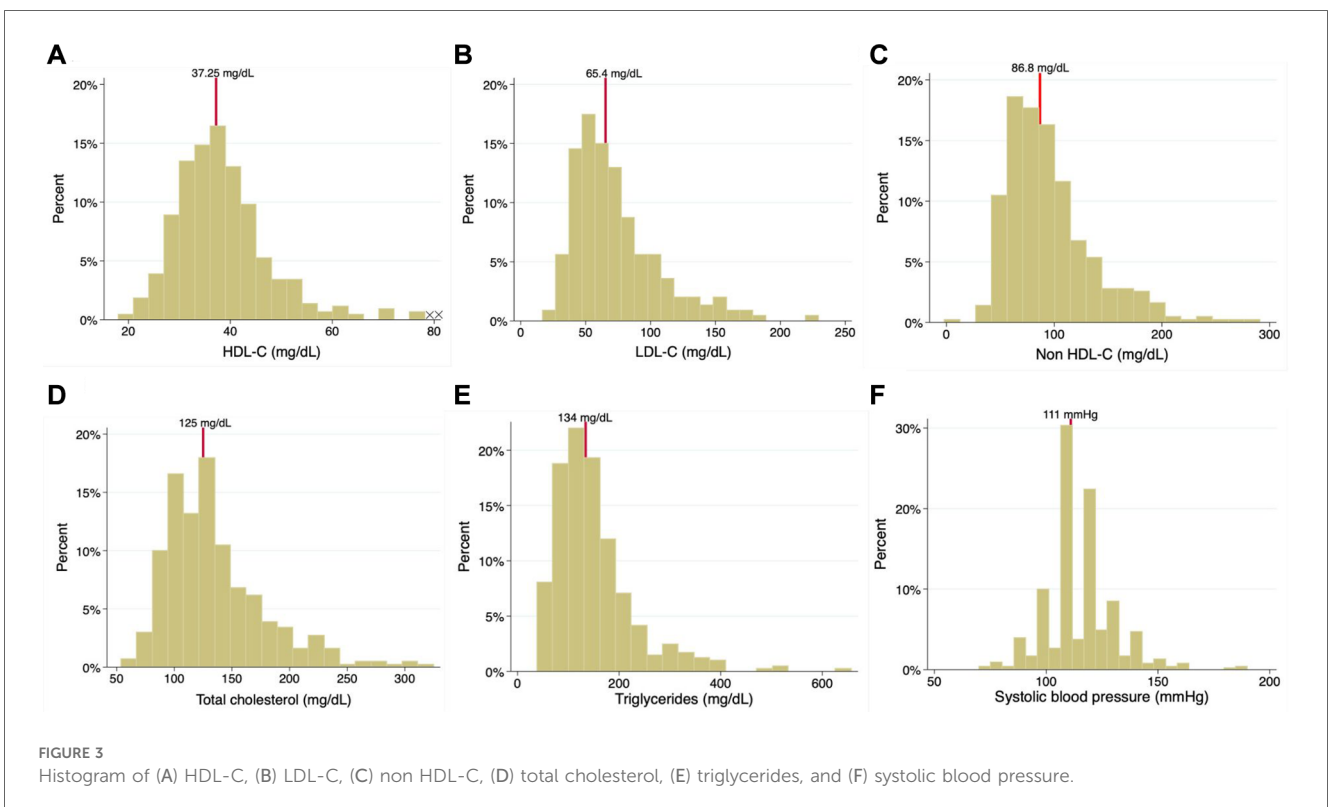 A
37.25 mg/dL
20%
15%
10%
5%
0%
Percent
20
40
60
80
HDL-C (mg/dL)
B
65.4 mg/dL
20%
15%
10%
5%
0%
Percent
0
50
100
150
200
250
LDL-C (mg/dL)
C
86.8 mg/dL
20%
15%
10%
5%
0%
Percent
0
100
200
300
Non HDL-C (mg/dL)
D
125 mg/dL
20%
15%
10%
5%
0%
Percent
50
100
150
200
250
300
Total cholesterol (mg/dL)
E
134 mg/dL
20%
15%
10%
5%
0%
Percent
0
200
400
600
Triglycerides (mg/dL)
F
111 mmHg
30%
20%
10%
0%
Percent
50
100
150
200
Systolic blood pressure (mmHg)
FIGURE 3
Histogram of (A) HDL-C, (B) LDL-C, (C) non HDL-C, (D) total cholesterol, (E) triglycerides, and (F) systolic blood pressure.